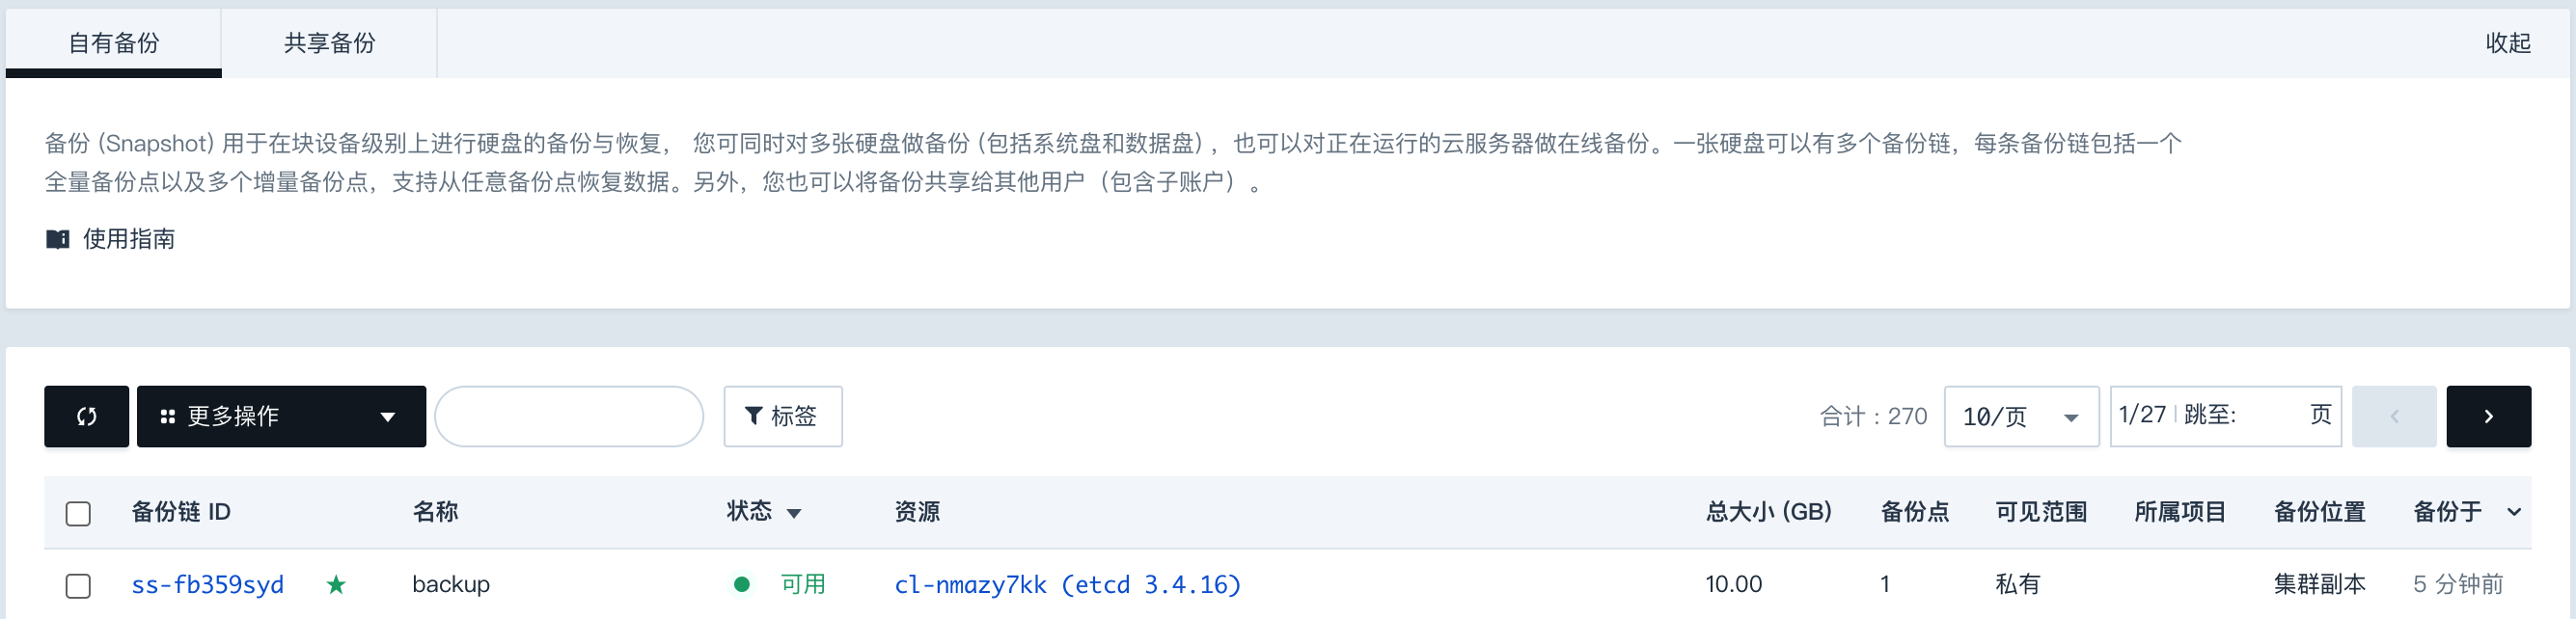 自有备份 共享备份 收起
备份 (Snapshot) 用于在块设备级别上进行硬盘的备份与恢复， 您可同时对多张硬盘做备份 (包括系统盘和数据盘) ，也可以对正在运行的云服务器做在线备份。一张硬盘可以有多个备份链，每条备份链包括一个
全量备份点以及多个增量备份点，支持从任意备份点恢复数据。另外，您也可以将备份共享给其他用户（包含子账户）。
使用指南
更多操作 标签 合计：270 10/页 1/27 跳至: 页
备份链 ID 名称 状态 资源 总大小 (GB) 备份点 可见范围 所属项目 备份位置 备份于
ss-fb359syd backup 可用 cl-nmazy7kk (etcd 3.4.16) 10.00 1 私有 集群副本 5 分钟前